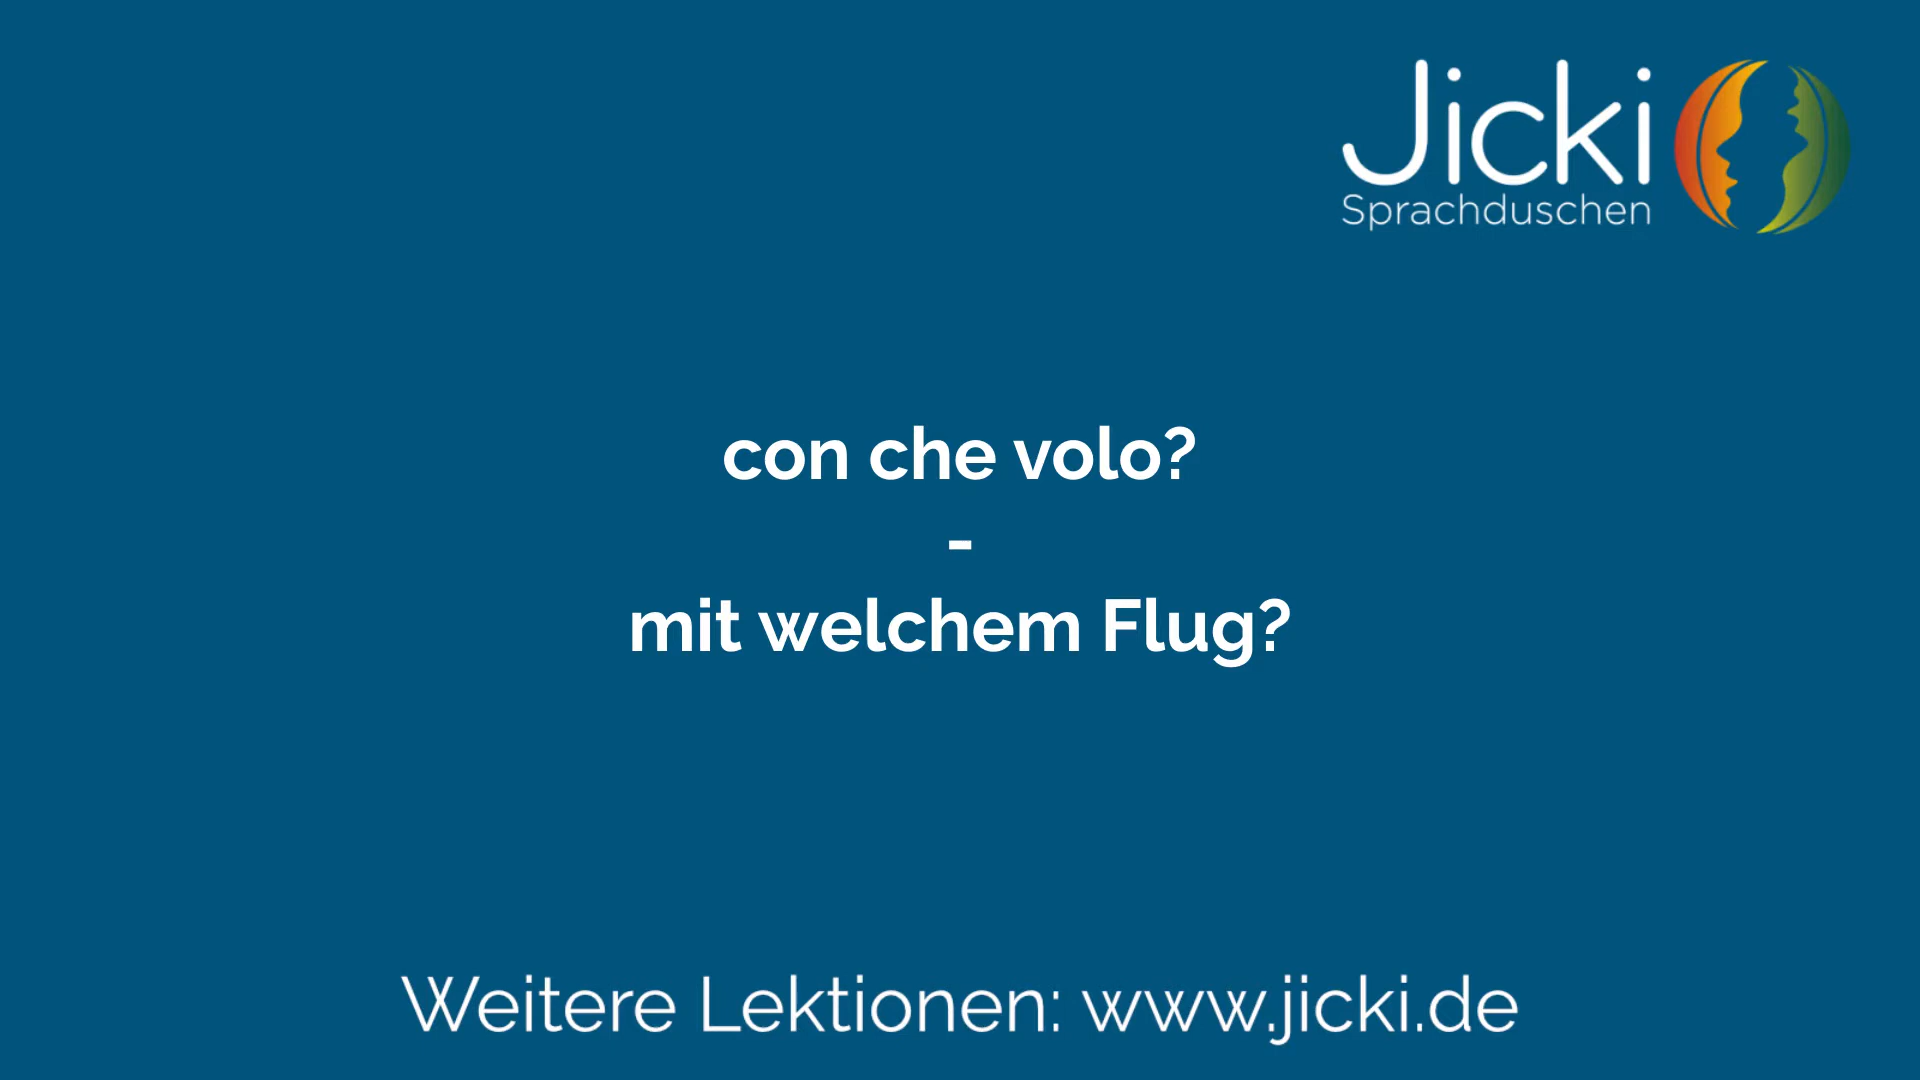 Jicki
Sprachduschen
con che volo?
-
mit welchem Flug?
Weitere Lektionen: www.jicki.de